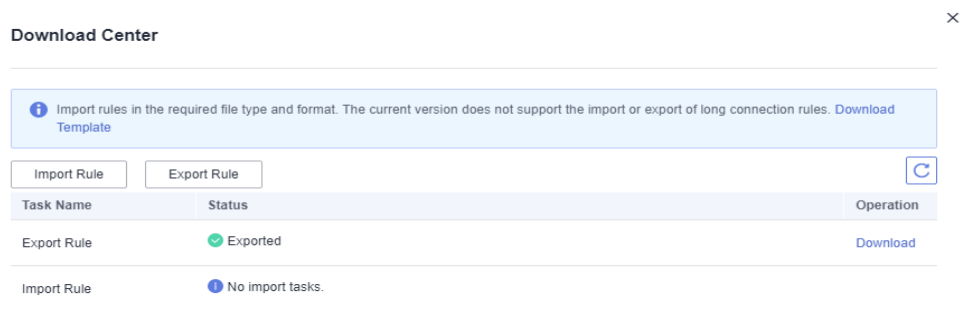 Download Center
Import rules in the required file type and format. The current version does not support the import or export of long connection rules. Download
Template
Import Rule Export Rule
Task Name Status Operation
Export Rule Exported Download
Import Rule No import tasks.